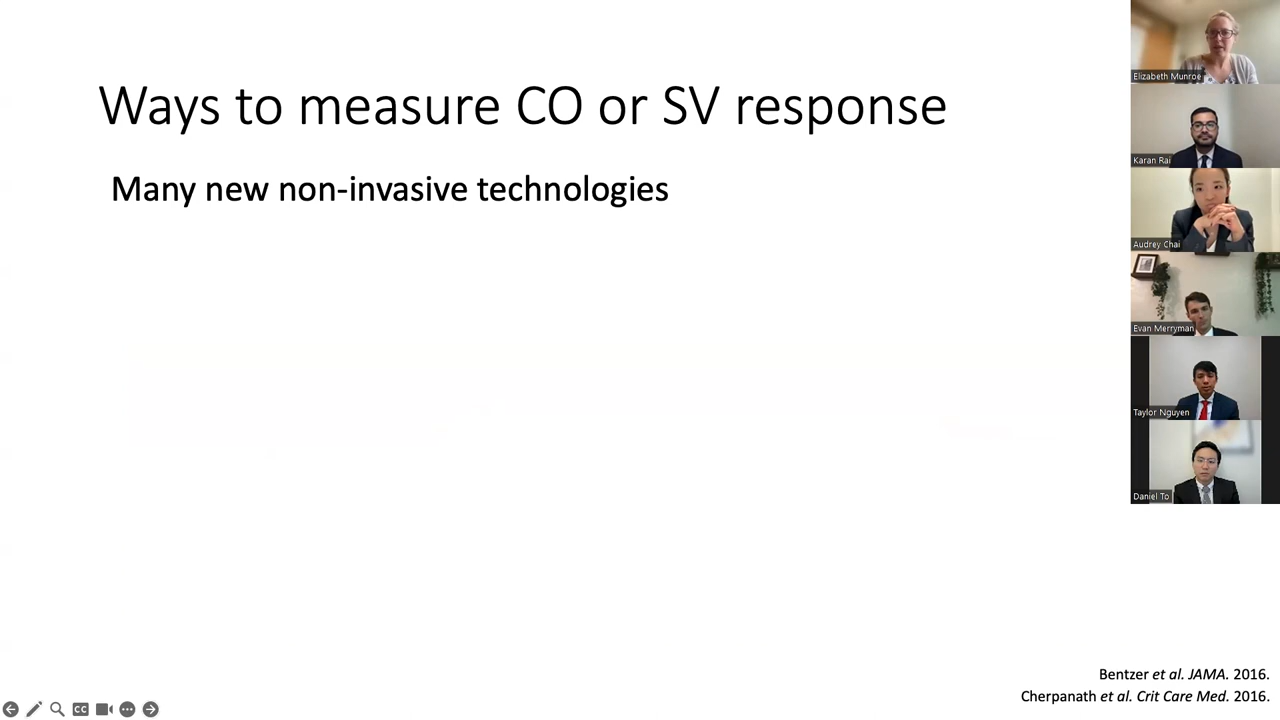 Ways to measure CO or SV response
Many new non-invasive technologies
Elizabeth Munroe
Karan Rai
Audrey Chai
Evan Merryman
Taylor Nguyen
Daniel To
Bentzer et al. JAMA. 2016.
Cherpanath et al. Crit Care Med. 2016.
CC